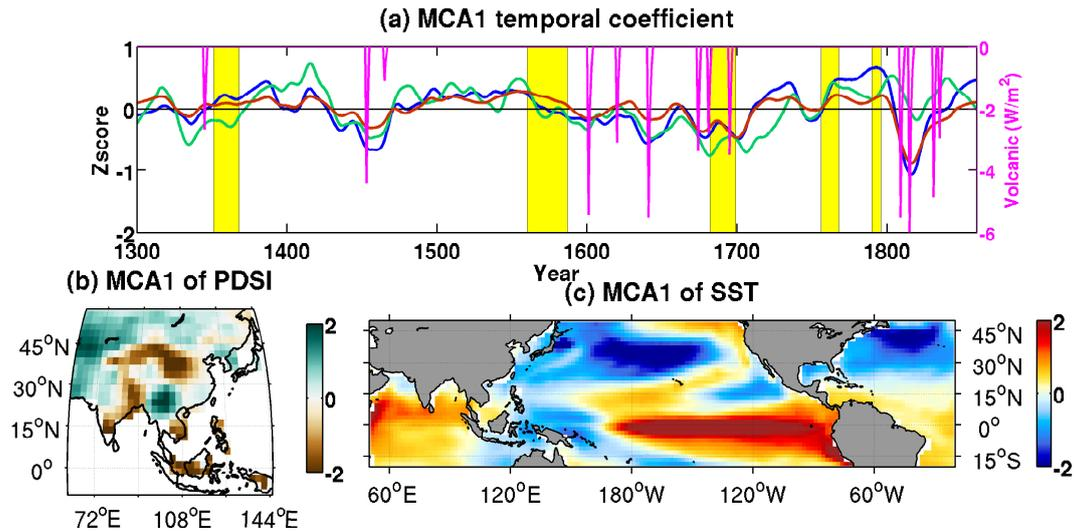 (a) MCA1 temporal coefficient
1
0
-1
-2
Zscore
0
-2
-4
-6
Volcanic (W/m²)
1300 1400 1500 1600 1700 1800
Year
(b) MCA1 of PDSI
45°N
30°N
15°N
0°
72°E 108°E 144°E
2
0
-2
(c) MCA1 of SST
45°N
30°N
15°N
0°
15°S
60°E 120°E 180°W 120°W 60°W
2
0
-2